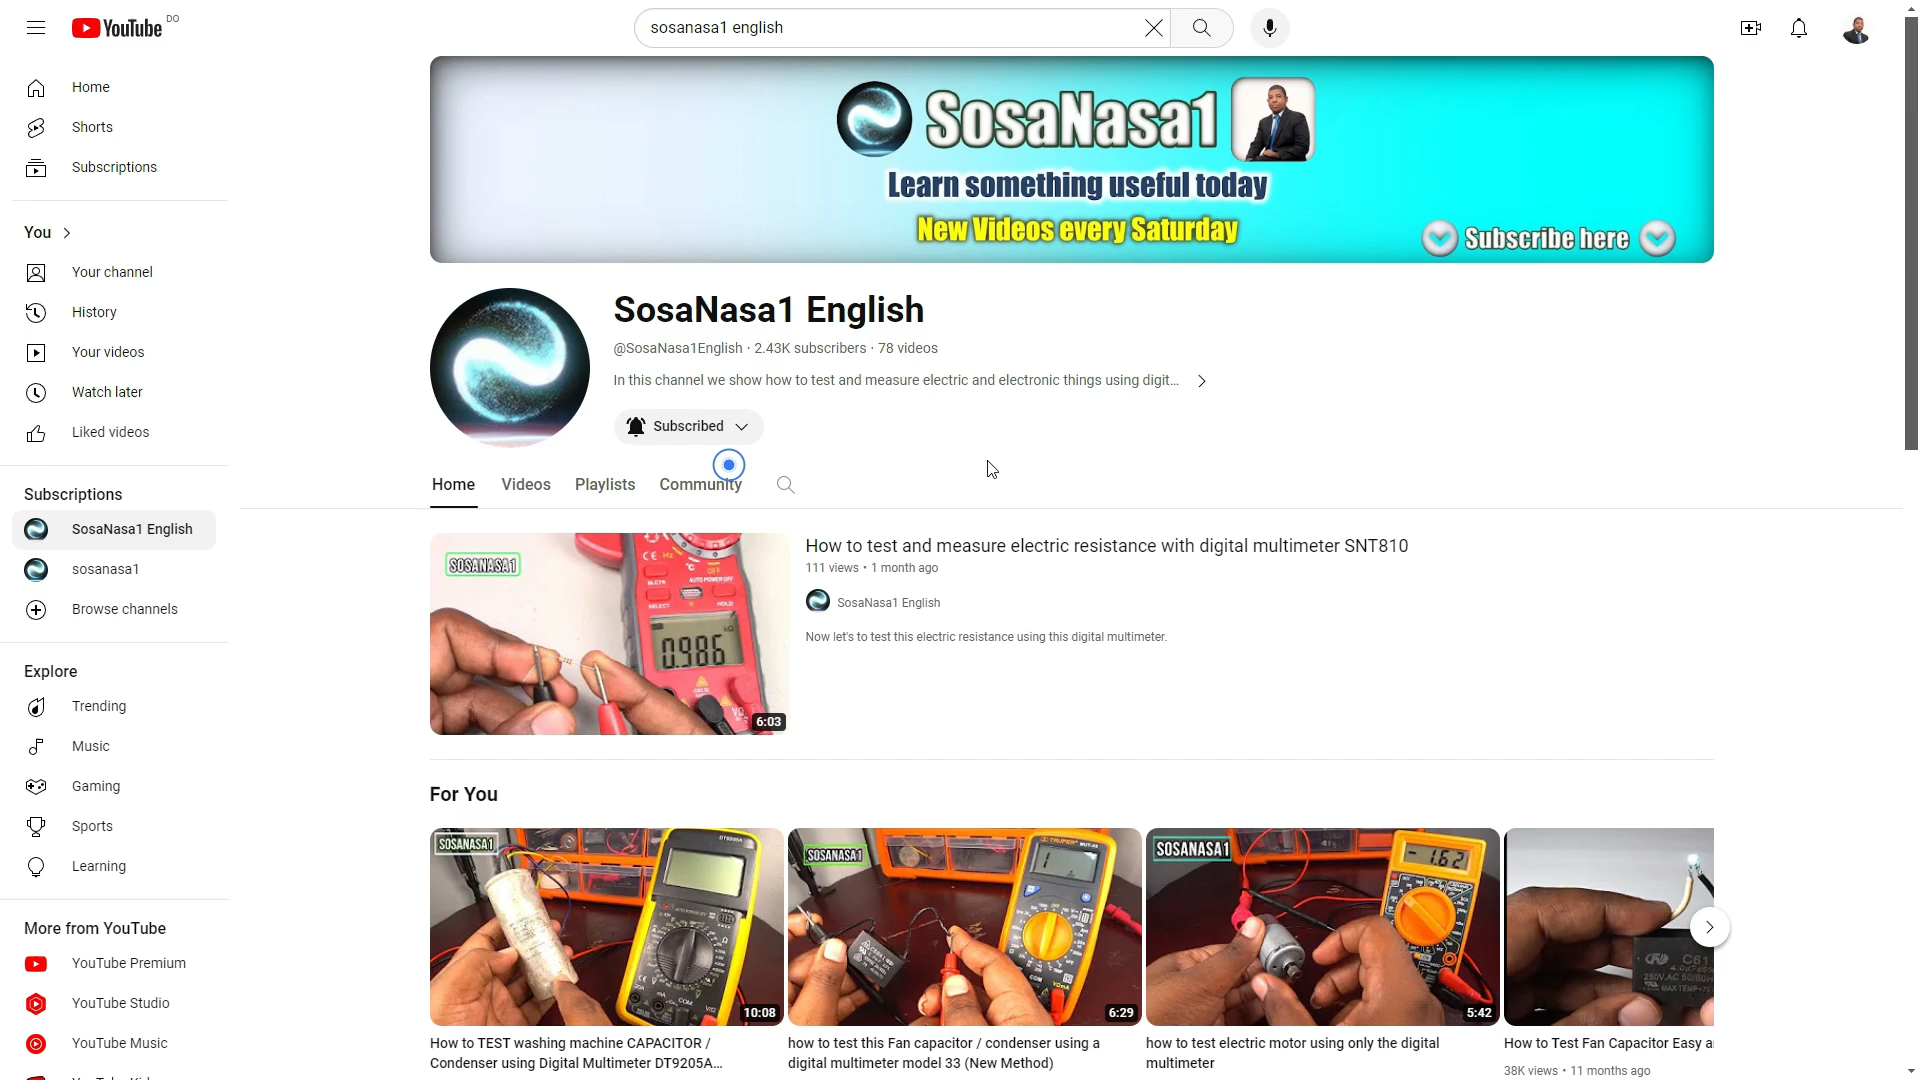 YouTube DO
sosanasa1 english
Home
Shorts
Subscriptions
You
Your channel
History
Your videos
Watch later
Liked videos
Subscriptions
SosaNasa1 English
sosanasa1
Browse channels
Explore
Trending
Music
Gaming
Sports
Learning
More from YouTube
YouTube Premium
YouTube Studio
YouTube Music
SosaNasa1
Learn something useful today
New Videos every Saturday
Subscribe here
SosaNasa1 English
@SosaNasa1English · 2.43K subscribers · 78 videos
In this channel we show how to test and measure electric and electronic things using digit...
Subscribed
Home Videos Playlists Community
SOSANASA1
AUTO POWER OFF
SELECT HOLD
0.986
6:03
How to test and measure electric resistance with digital multimeter SNT810
111 views • 1 month ago
SosaNasa1 English
Now let's to test this electric resistance using this digital multimeter.
For You
SOSANASA1
DT9205A
10:08
How to TEST washing machine CAPACITOR /
Condenser using Digital Multimeter DT9205A...
SOSANASA1
TRUPER MUT-33
6:29
how to test this Fan capacitor / condenser using a
digital multimeter model 33 (New Method)
SOSANASA1
-1.62
5:42
how to test electric motor using only the digital
multimeter
How to Test Fan Capacitor Easy a
38K views • 11 months ago